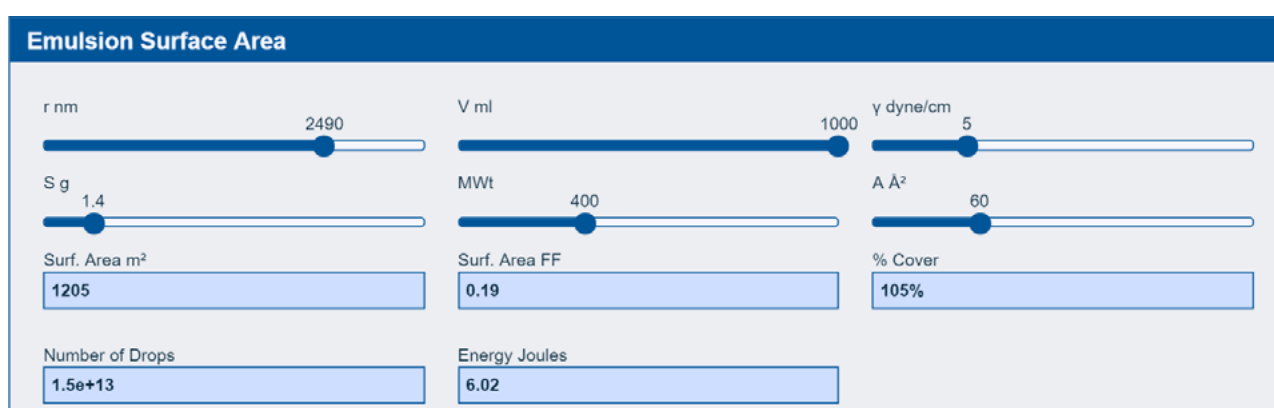 Emulsion Surface Area
r nm
2490
V ml
1000
γ dyne/cm
5
S g
1.4
MWt
400
A Å²
60
Surf. Area m²
1205
Surf. Area FF
0.19
% Cover
105%
Number of Drops
1.5e+13
Energy Joules
6.02